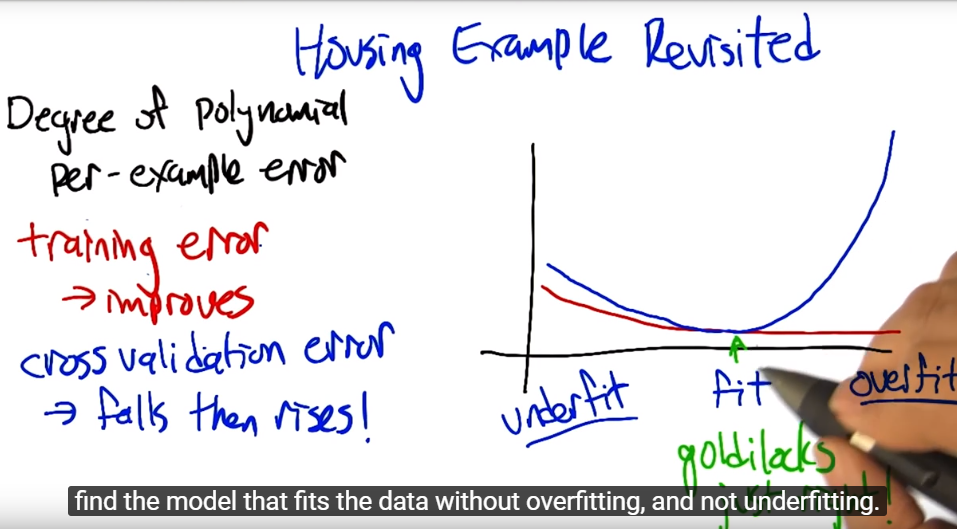 Housing Example Revisited
Degree of polynomial
per-example error
training error
→ improves
cross validation error
→ falls then rises!
underfit
fit
overfit
goldilocks
just
find the model that fits the data without overfitting, and not underfitting.